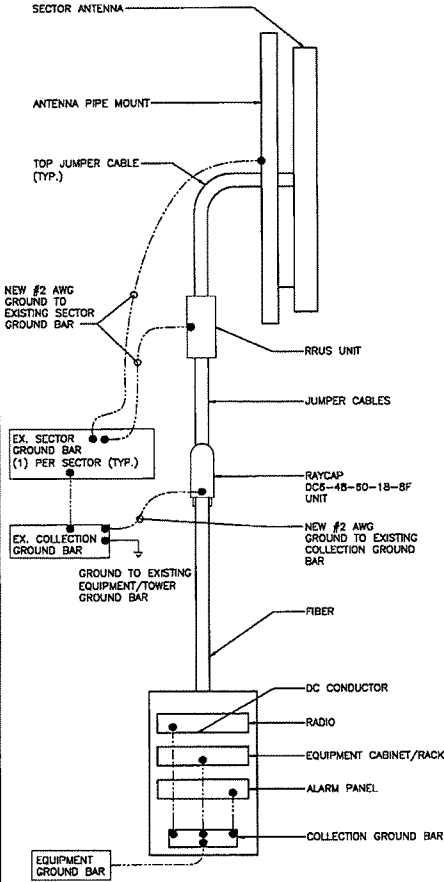 SECTOR ANTENNA
ANTENNA PIPE MOUNT
TOP JUMPER CABLE
(TYP.)
NEW #2 AWG
GROUND TO
EXISTING SECTOR
GROUND BAR
RRUS UNIT
JUMPER CABLES
EX. SECTOR
GROUND BAR
(1) PER SECTOR (TYP.)
RAYCAP
DC6-48-60-18-8F
UNIT
EX. COLLECTION
GROUND BAR
NEW #2 AWG
GROUND TO EXISTING
COLLECTION GROUND
BAR
GROUND TO EXISTING
EQUIPMENT/TOWER
GROUND BAR
FIBER
DC CONDUCTOR
RADIO
EQUIPMENT CABINET/RACK
ALARM PANEL
COLLECTION GROUND BAR
EQUIPMENT
GROUND BAR